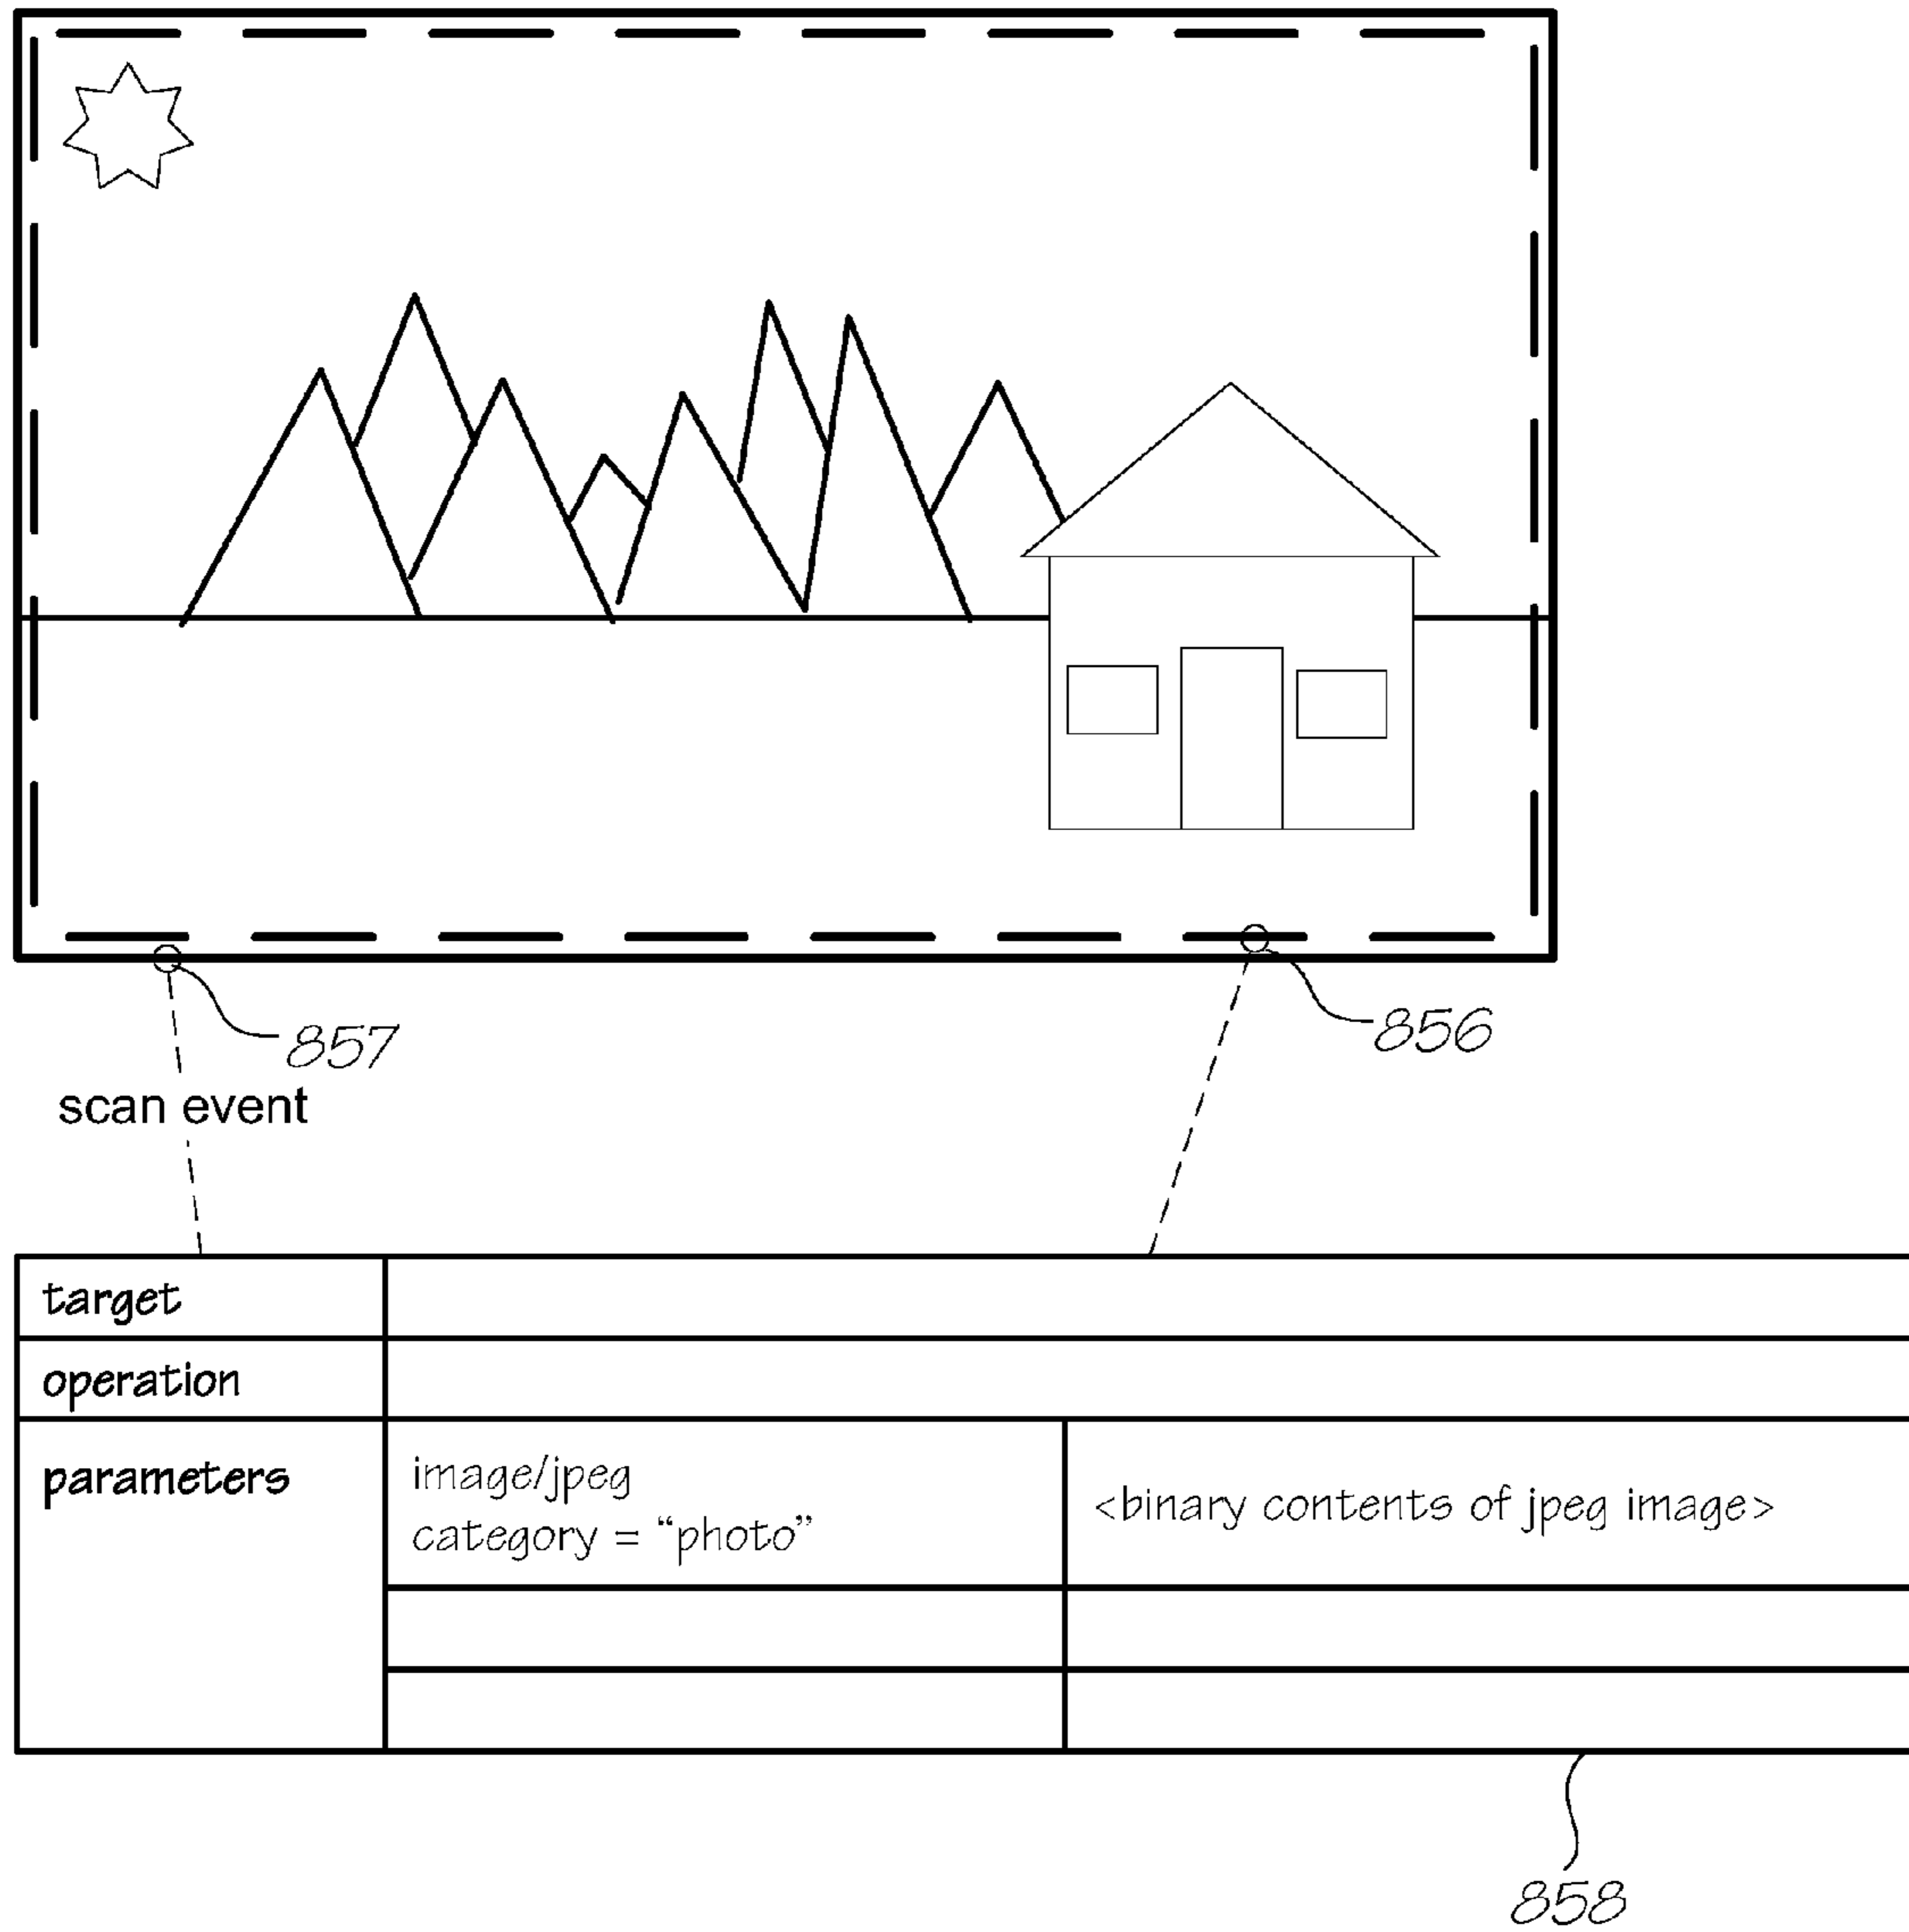 857
856
scan event
target
operation
parameters
image/jpeg
category = “photo”
<binary contents of jpeg image>
858